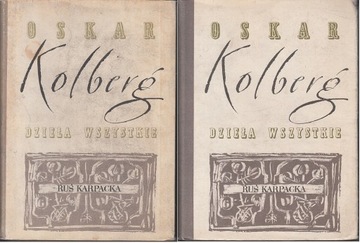 OSKAR
Kolberg
DZIEŁA WSZYSTKIE
RUŚ KARPACKA
OSKAR
Kolberg
DZIEŁA WSZYSTKIE
RUŚ KARPACKA